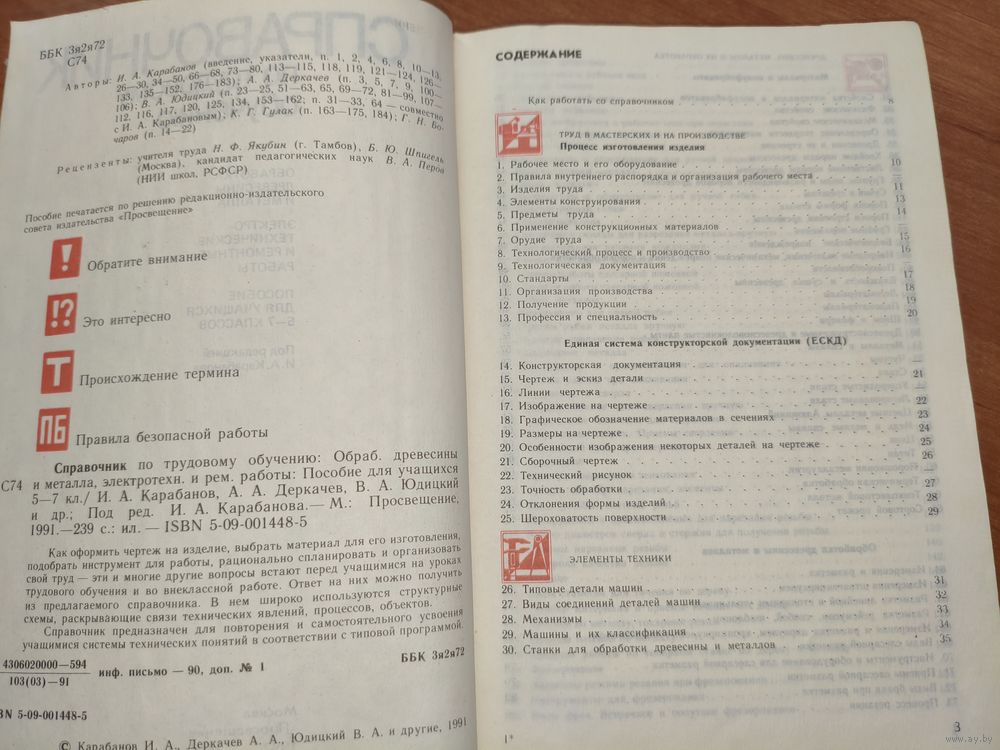 ББК 3я2я72
С74
Авторы: И. А. Карабанов (введение, указатели, п. 1, 2, 4, 6, 8, 10—13,
26—30, 34—50, 66—68, 73—80, 113—115, 118, 119, 121—124, 126—
133, 135—152, 176—183); А. А. Деркачев (п. 3, 5, 7, 9, 100—
106); В. А. Юдицкий (п. 23—25, 51—63, 65, 69—72, 81—99, 107—
112, 116, 117, 120, 125, 134, 153—162; п. 31—33, 64 — совместно
с И. А. Карабановым); К. Г. Гулак (п. 163—175, 184); Г. Н. Бо-
чаров (п. 14—22)
Рецензенты: учителя труда Н. Ф. Якубин (г. Тамбов), Б. Ю. Шпигель
(Москва), кандидат педагогических наук В. А. Перов
(НИИ школ, РСФСР)
Пособие печатается по решению редакционно-издательского
совета издательства «Просвещение»
! Обратите внимание
!? Это интересно
Т Происхождение термина
ПБ Правила безопасной работы
Справочник по трудовому обучению: Обраб. древесины
С74 и металла, электротехн. и рем. работы: Пособие для учащихся
5—7 кл./ И. А. Карабанов, А. А. Деркачев, В. А. Юдицкий
и др.; Под ред. И. А. Карабанова.— М.: Просвещение,
1991.—239 с.: ил. — ISBN 5-09-001448-5
Как оформить чертеж на изделие, выбрать материал для его изготовления,
подобрать инструмент для работы, рационально спланировать и организовать
свой труд — эти и многие другие вопросы встают перед учащимися на уроках
трудового обучения и во внеклассной работе. Ответ на них можно получить
из предлагаемого справочника. В нем широко используются структурные
схемы, раскрывающие связи технических явлений, процессов, объектов.
Справочник предназначен для повторения и самостоятельного усвоения
учащимися системы технических понятий в соответствии с типовой программой.
4306020000—594
103(03)—91
инф. письмо — 90, доп. № 1
ББК 3я2я72
BN 5-09-001448-5
© Карабанов И. А., Деркачев А. А., Юдицкий В. А. и другие, 1991
СОДЕРЖАНИЕ
Как работать со справочником 8
ТРУД В МАСТЕРСКИХ И НА ПРОИЗВОДСТВЕ
Процесс изготовления изделия
1. Рабочее место и его оборудование 10
2. Правила внутреннего распорядка и организация рабочего места —
3. Изделия труда 11
4. Элементы конструирования 13
5. Предметы труда 14
6. Применение конструкционных материалов —
7. Орудие труда 15
8. Технологический процесс и производство 16
9. Технологическая документация —
10. Стандарты 17
11. Организация производства 18
12. Получение продукции 19
13. Профессия и специальность 20
Единая система конструкторской документации (ЕСКД)
14. Конструкторская документация —
15. Чертеж и эскиз детали 21
16. Линии чертежа —
17. Изображение на чертеже 22
18. Графическое обозначение материалов в сечениях 23
19. Размеры на чертеже 24
20. Особенности изображения некоторых деталей на чертеже 25
21. Сборочный чертеж 26
22. Технический рисунок —
23. Точность обработки 27
24. Отклонения формы изделий 28
25. Шероховатость поверхности 29
ЭЛЕМЕНТЫ ТЕХНИКИ
26. Типовые детали машин 31
27. Виды соединений деталей машин 32
28. Механизмы 33
29. Машины и их классификация 34
30. Станки для обработки древесины и металлов 35
1* 3
www.ay.by